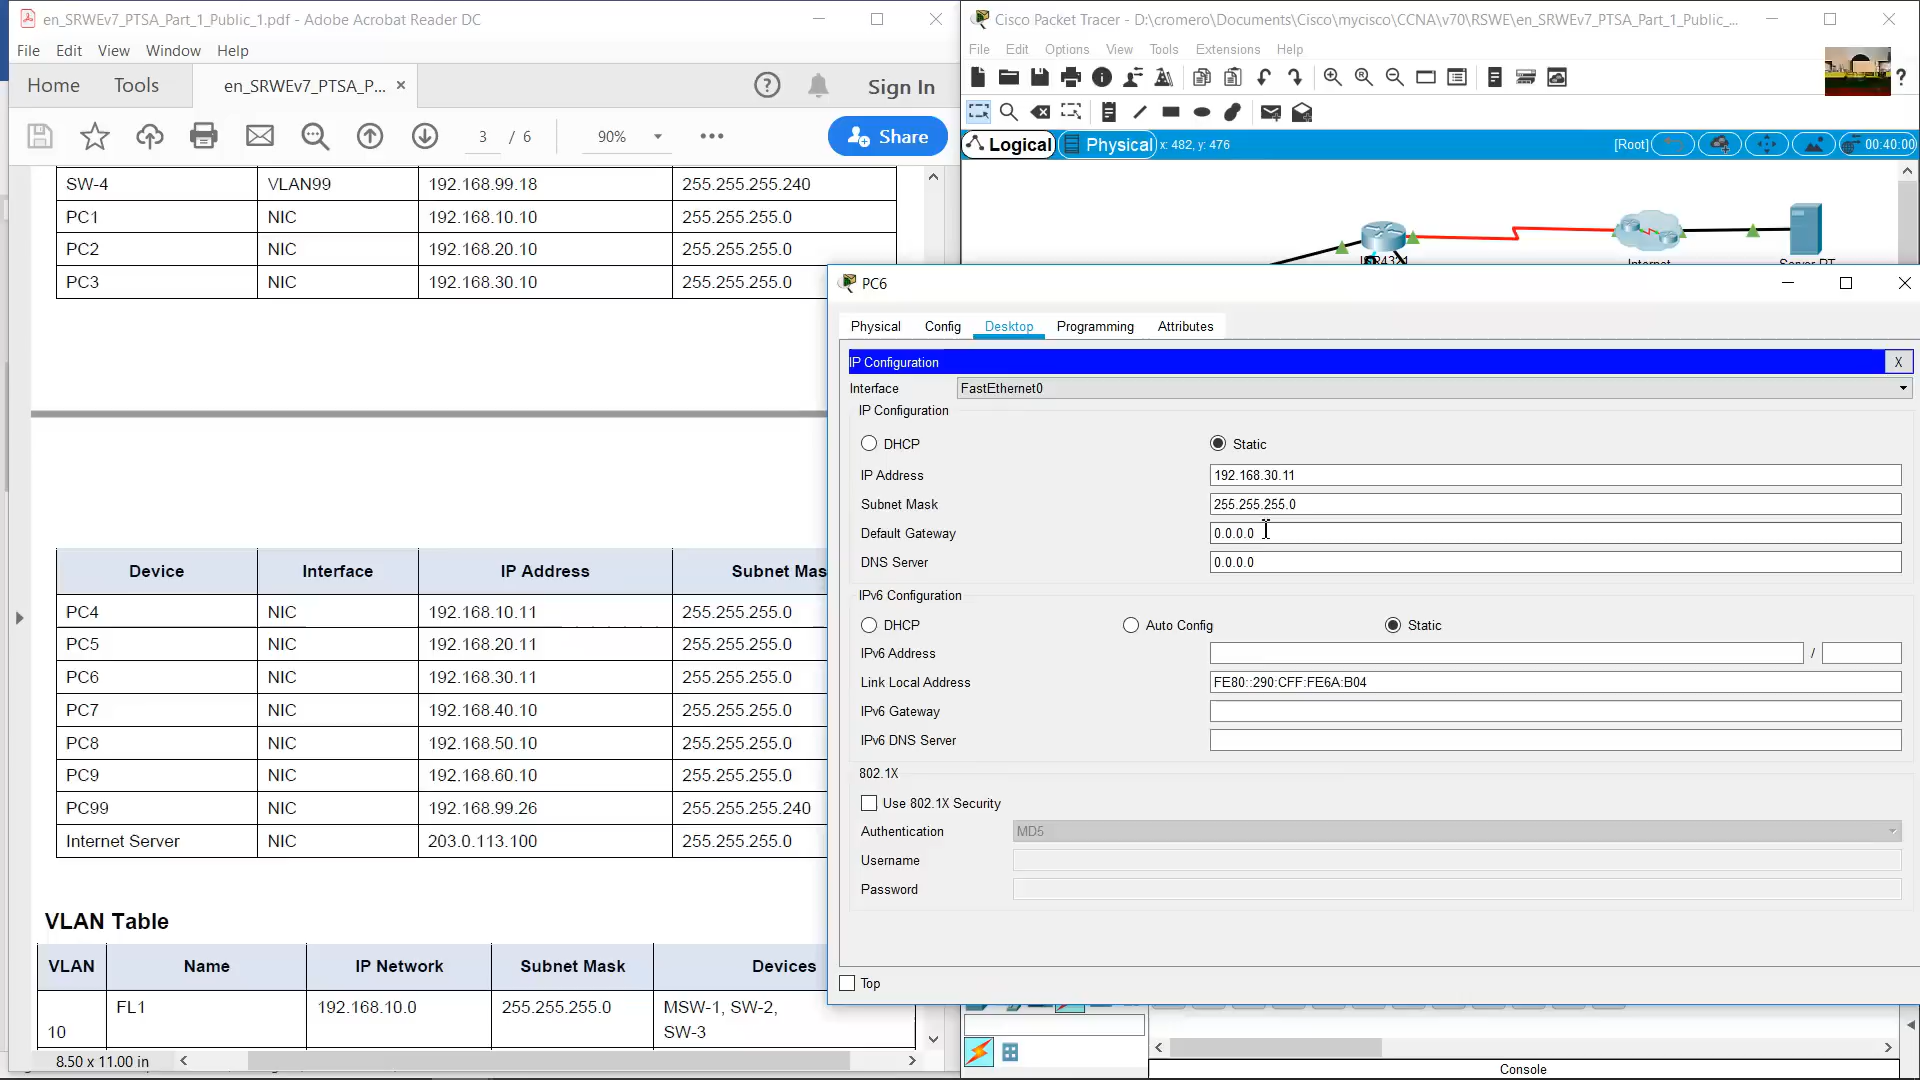 en_SRWEv7_PTSA_Part_1_Public_1.pdf - Adobe Acrobat Reader DC
File Edit View Window Help
Home Tools en_SRWEv7_PTSA_P... × Sign In
3 / 6 90% Share
SW-4 VLAN99 192.168.99.18 255.255.255.240
PC1 NIC 192.168.10.10 255.255.255.0
PC2 NIC 192.168.20.10 255.255.255.0
PC3 NIC 192.168.30.10 255.255.255.0
Device Interface IP Address Subnet Mas
PC4 NIC 192.168.10.11 255.255.255.0
PC5 NIC 192.168.20.11 255.255.255.0
PC6 NIC 192.168.30.11 255.255.255.0
PC7 NIC 192.168.40.10 255.255.255.0
PC8 NIC 192.168.50.10 255.255.255.0
PC9 NIC 192.168.60.10 255.255.255.0
PC99 NIC 192.168.99.26 255.255.255.240
Internet Server NIC 203.0.113.100 255.255.255.0
VLAN Table
VLAN Name IP Network Subnet Mask Devices
10 FL1 192.168.10.0 255.255.255.0 MSW-1, SW-2,
SW-3
8.50 x 11.00 in
Cisco Packet Tracer - D:\cromero\Documents\Cisco\mycisco\CCNA\v70\RSWE\en_SRWEv7_PTSA_Part_1_Public_...
File Edit Options View Tools Extensions Help
Logical Physical x: 482, y: 476 [Root] 00:40:00
PC6
Physical Config Desktop Programming Attributes
IP Configuration X
Interface FastEthernet0
IP Configuration
DHCP Static
IP Address 192.168.30.11
Subnet Mask 255.255.255.0
Default Gateway 0.0.0.0
DNS Server 0.0.0.0
IPv6 Configuration
DHCP Auto Config Static
IPv6 Address /
Link Local Address FE80::290:CFF:FE6A:B04
IPv6 Gateway
IPv6 DNS Server
802.1X
Use 802.1X Security
Authentication MD5
Username
Password
Top
Console